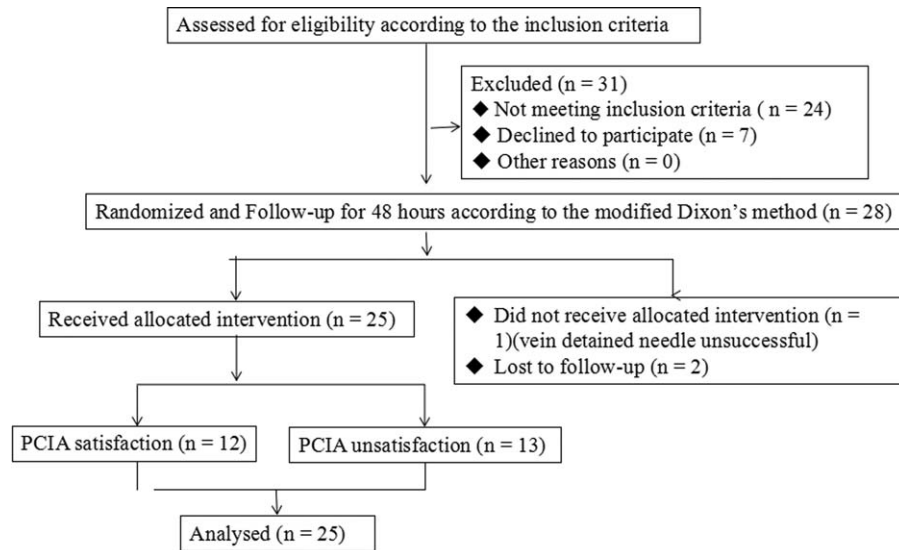 Assessed for eligibility according to the inclusion criteria
Excluded (n = 31)
◆ Not meeting inclusion criteria ( n = 24)
◆ Declined to participate (n = 7)
◆ Other reasons (n = 0)
Randomized and Follow-up for 48 hours according to the modified Dixon’s method (n = 28)
Received allocated intervention (n = 25)
◆ Did not receive allocated intervention (n =
1)(vein detained needle unsuccessful)
◆ Lost to follow-up (n = 2)
PCIA satisfaction (n = 12)
PCIA unsatisfaction (n = 13)
Analysed (n = 25)